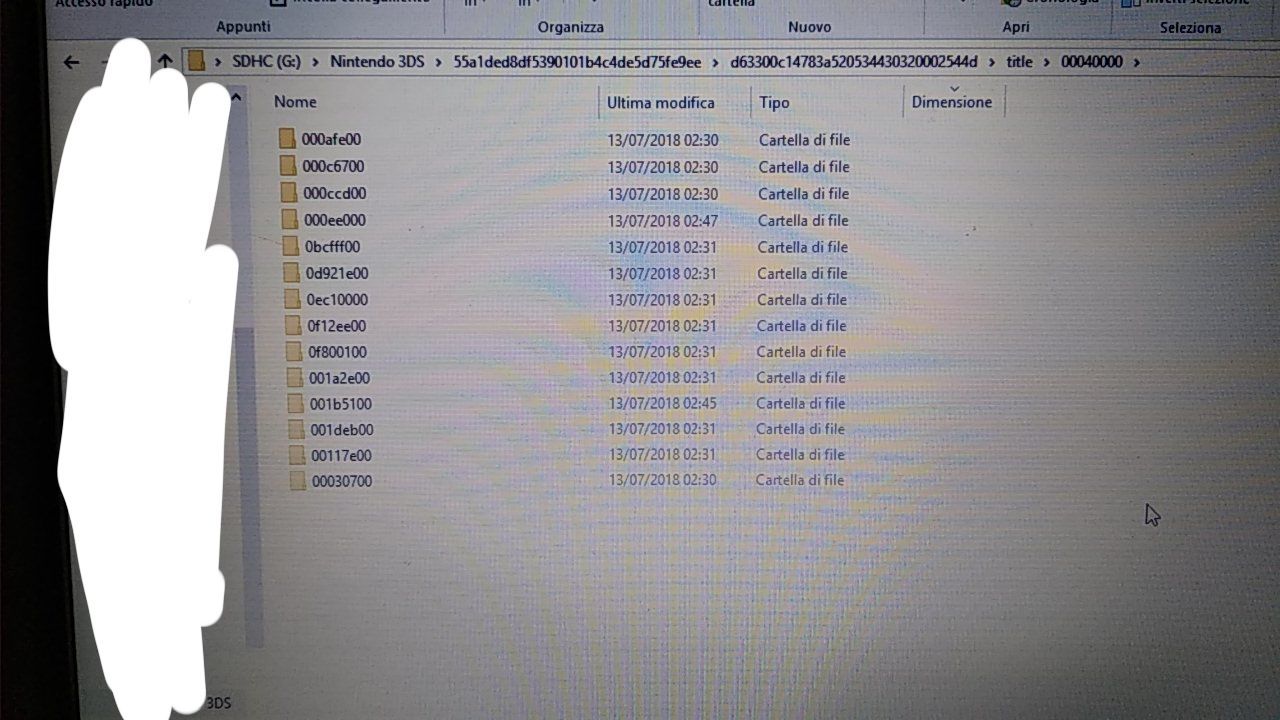 Accesso rapido
cartella
Appunti Organizza Nuovo Apri Seleziona
SDHC (G:) > Nintendo 3DS > 55a1ded8df5390101b4c4de5d75fe9ee > d63300c14783a520534430320002544d > title > 00040000 >
Nome Ultima modifica Tipo Dimensione
000afe00 13/07/2018 02:30 Cartella di file
000c6700 13/07/2018 02:30 Cartella di file
000ccd00 13/07/2018 02:30 Cartella di file
000ee000 13/07/2018 02:47 Cartella di file
0bcfff00 13/07/2018 02:31 Cartella di file
0d921e00 13/07/2018 02:31 Cartella di file
0ec10000 13/07/2018 02:31 Cartella di file
0f12ee00 13/07/2018 02:31 Cartella di file
0f800100 13/07/2018 02:31 Cartella di file
001a2e00 13/07/2018 02:31 Cartella di file
001b5100 13/07/2018 02:45 Cartella di file
001deb00 13/07/2018 02:31 Cartella di file
00117e00 13/07/2018 02:31 Cartella di file
00030700 13/07/2018 02:30 Cartella di file
3DS